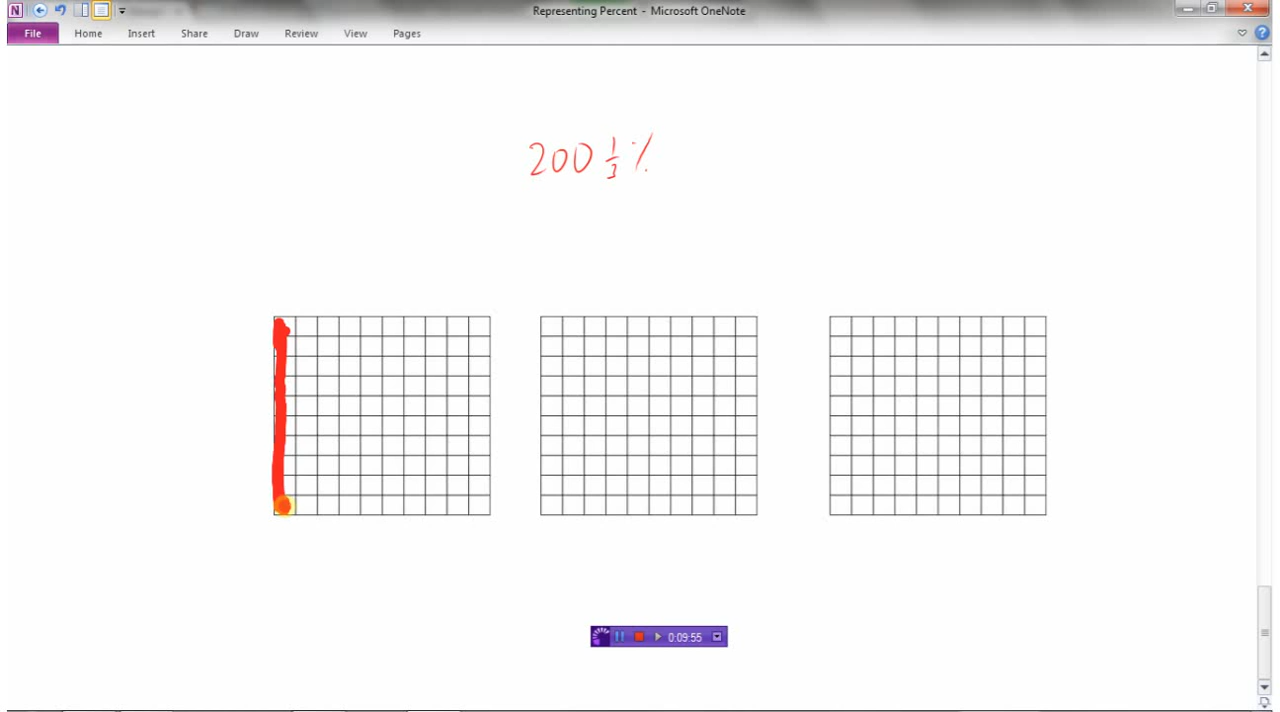 Representing Percent - Microsoft OneNote
File Home Insert Share Draw Review View Pages
200 1/3 %
0:09:55